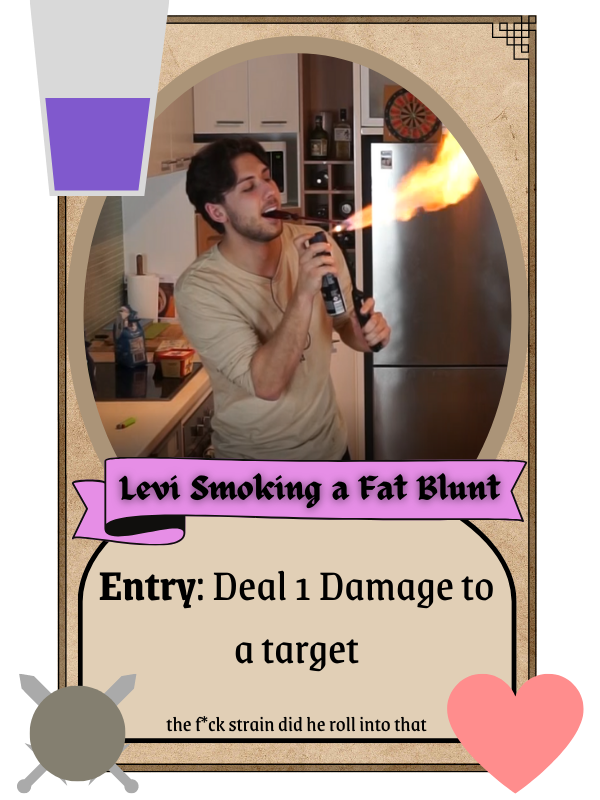 Levi Smoking a Fat Blunt
Entry: Deal 1 Damage to
a target
the f*ck strain did he roll into that